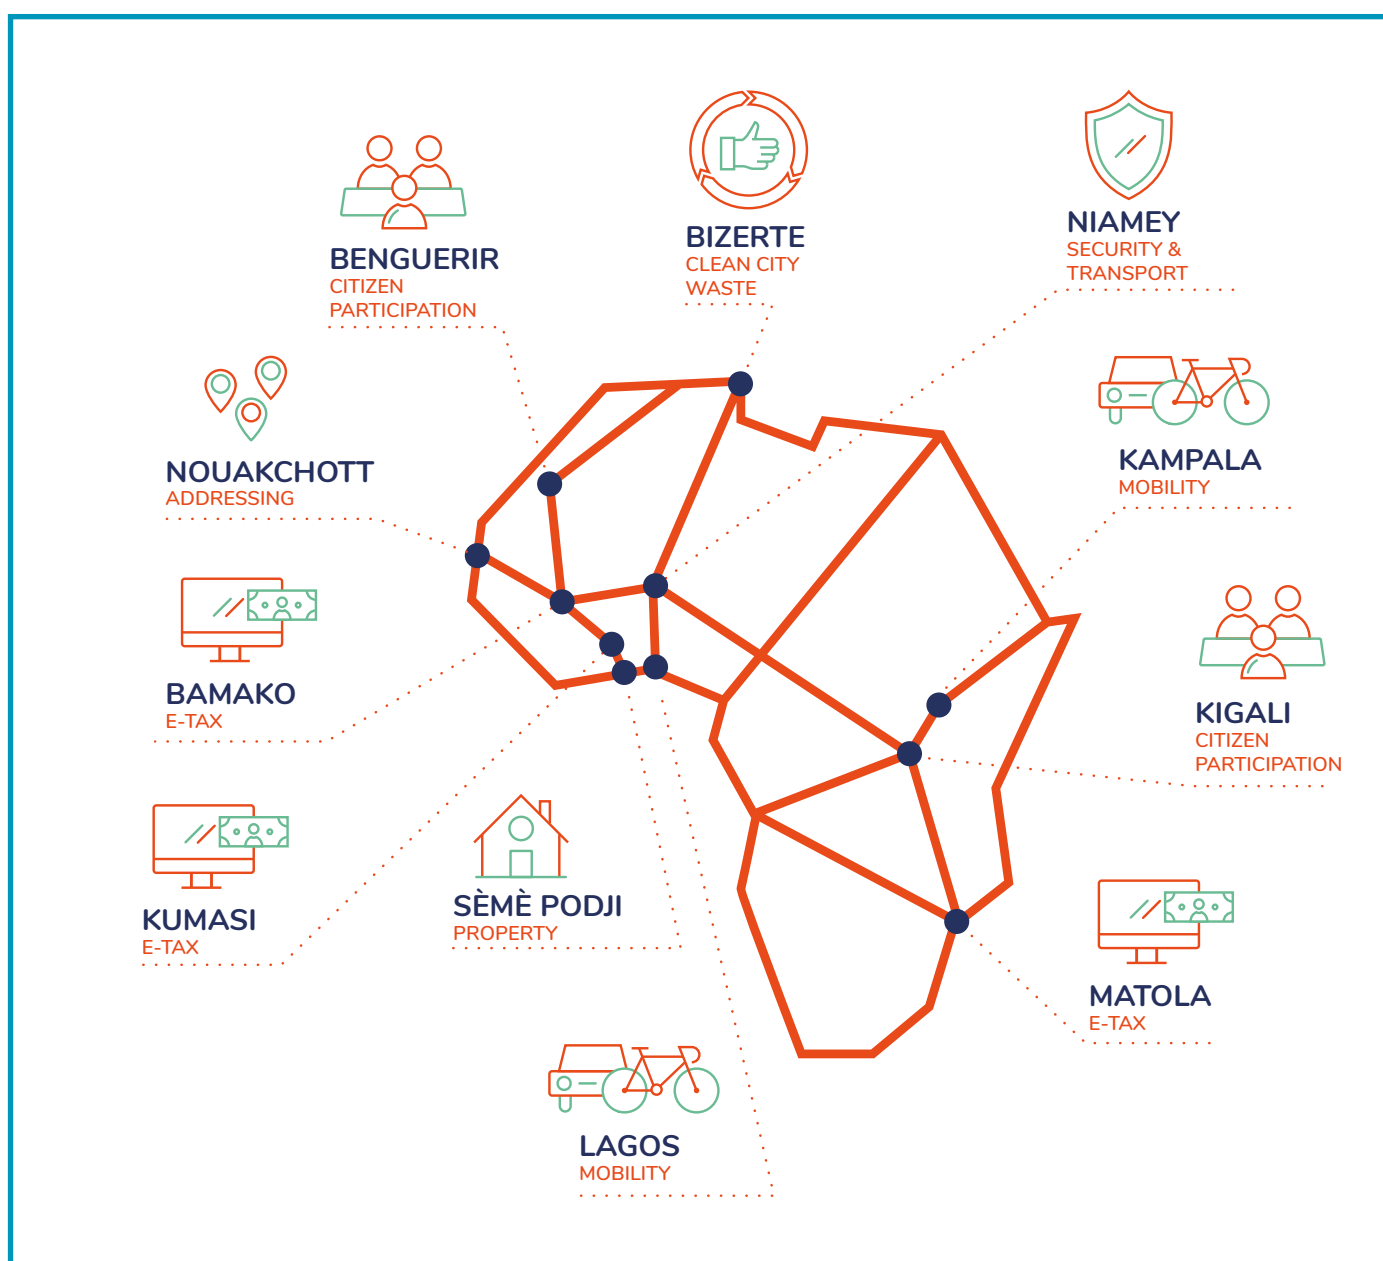 BENGUERIR
CITIZEN
PARTICIPATION
BIZERTE
CLEAN CITY
WASTE
NIAMEY
SECURITY &
TRANSPORT
NOUAKCHOTT
ADDRESSING
KAMPALA
MOBILITY
BAMAKO
E-TAX
KIGALI
CITIZEN
PARTICIPATION
KUMASI
E-TAX
SÈMÈ PODJI
PROPERTY
MATOLA
E-TAX
LAGOS
MOBILITY